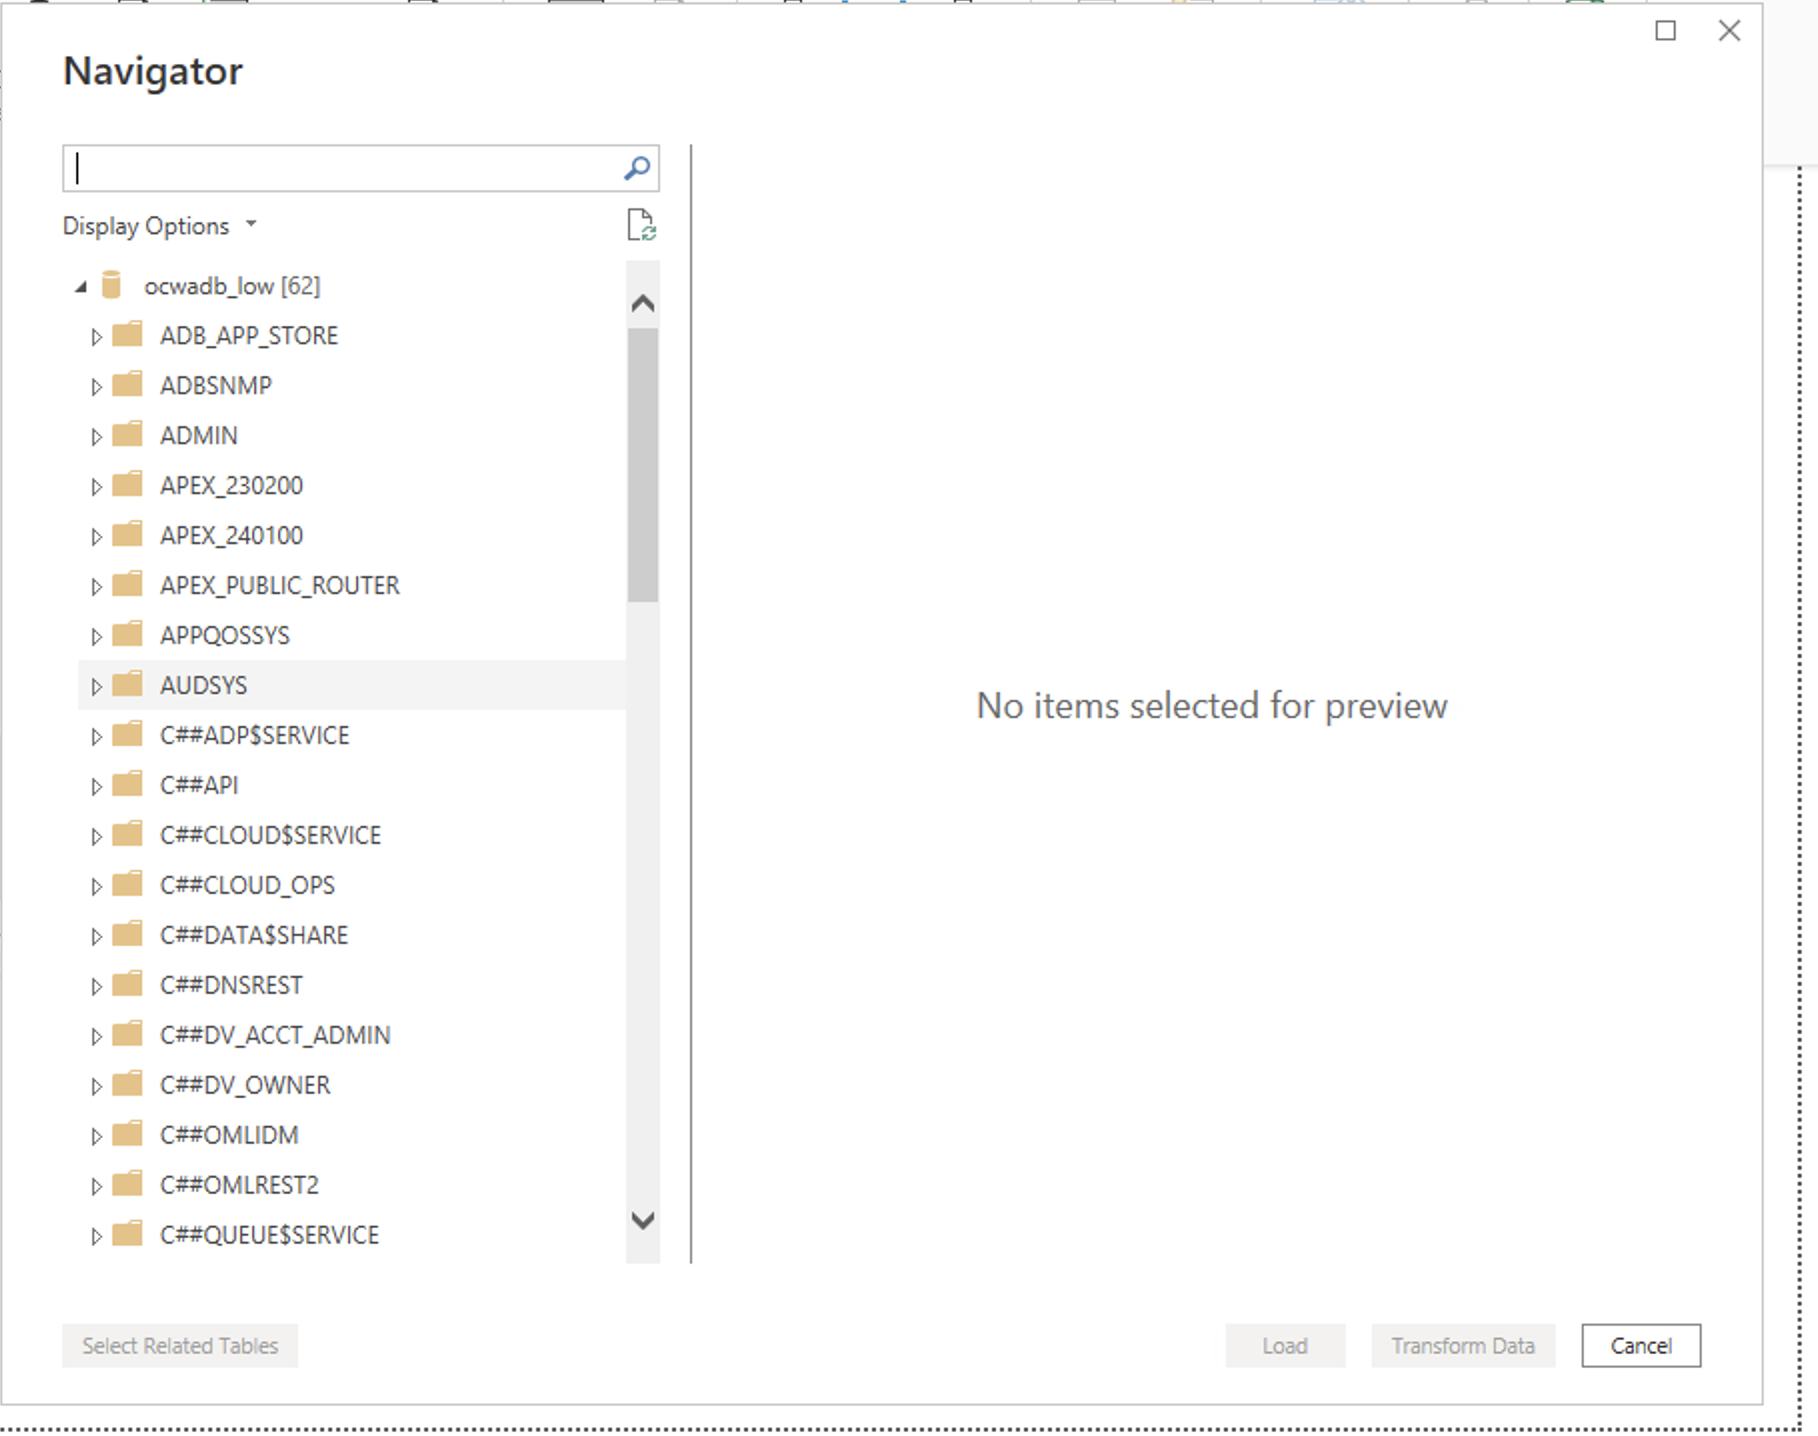 Navigator
Display Options
ocwadb_low [62]
ADB_APP_STORE
ADBSNMP
ADMIN
APEX_230200
APEX_240100
APEX_PUBLIC_ROUTER
APPQOSSYS
AUDSYS
C##ADP$SERVICE
C##API
C##CLOUD$SERVICE
C##CLOUD_OPS
C##DATA$SHARE
C##DNSREST
C##DV_ACCT_ADMIN
C##DV_OWNER
C##OMLIDM
C##OMLREST2
C##QUEUE$SERVICE
No items selected for preview
Select Related Tables
Load
Transform Data
Cancel